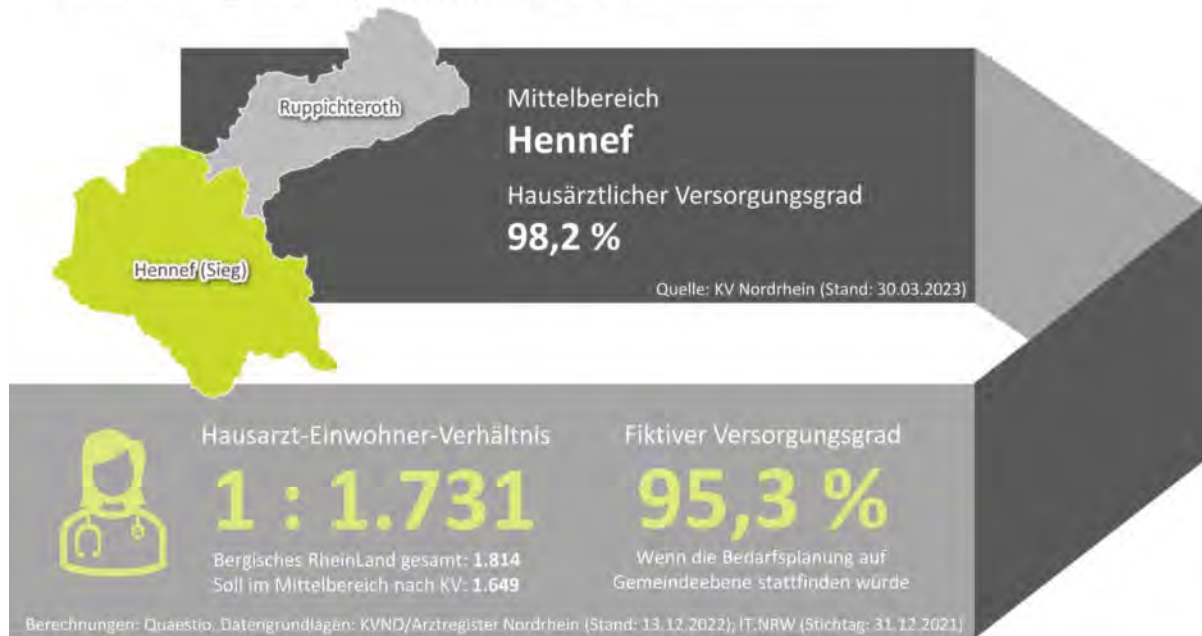 Ruppichteroth
Hennef (Sieg)
Mittelbereich
Hennef
Hausärztlicher Versorgungsgrad
98,2 %
Quelle: KV Nordrhein (Stand: 30.03.2023)
Hausarzt-Einwohner-Verhältnis
1 : 1.731
Bergisches RheinLand gesamt: 1.814
Soll im Mittelbereich nach KV: 1.649
Fiktiver Versorgungsgrad
95,3 %
Wenn die Bedarfsplanung auf
Gemeindeebene stattfinden würde
Berechnungen: Quaestio. Datengrundlagen: KVNO/Arztregister Nordrhein (Stand: 13.12.2022); IT.NRW (Stichtag: 31.12.2021)